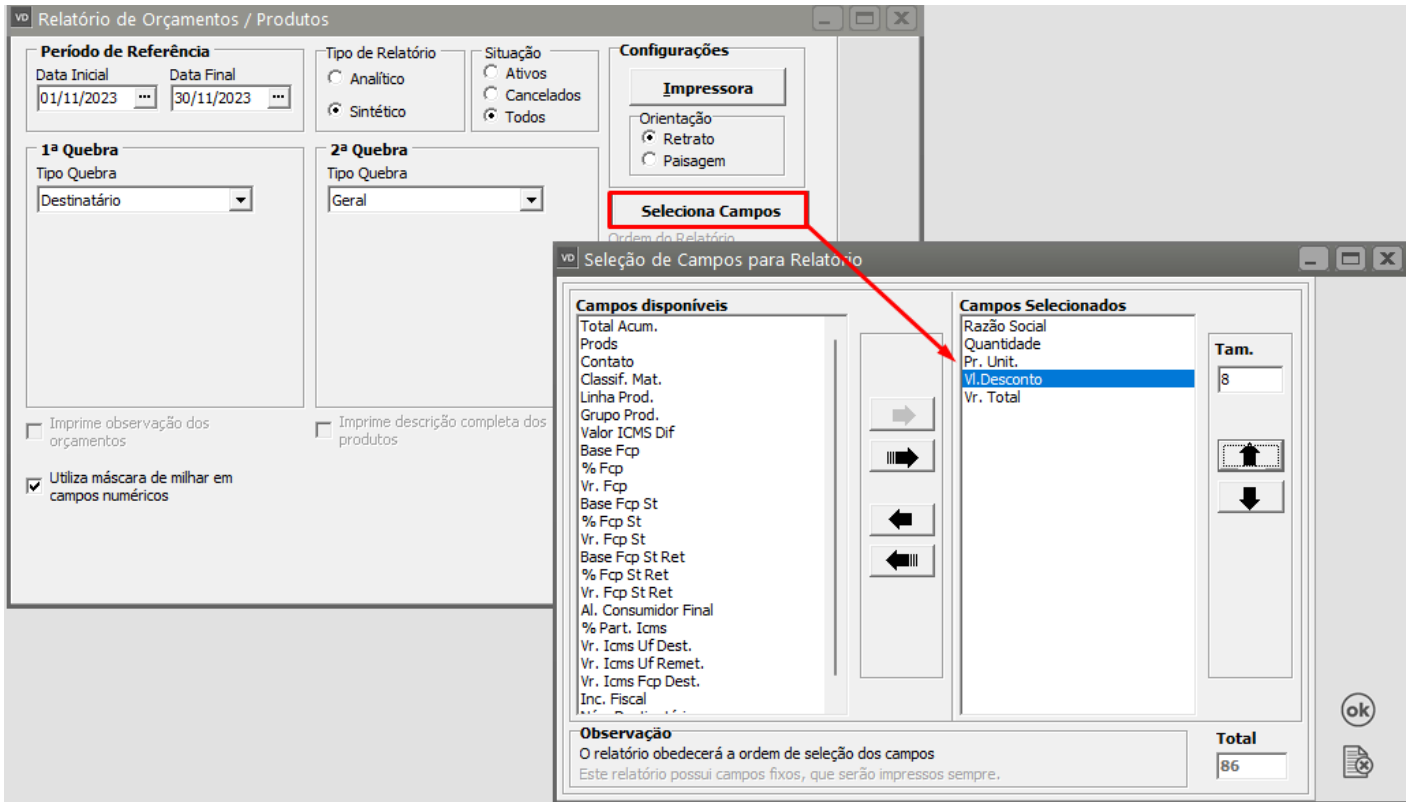 VD Relatório de Orçamentos / Produtos
Período de Referência
Data Inicial Data Final
01/11/2023 ... 30/11/2023 ...
Tipo de Relatório
Analítico
Sintético
Situação
Ativos
Cancelados
Todos
Configurações
Impressora
Orientação
Retrato
Paisagem
1ª Quebra
Tipo Quebra
Destinatário
2ª Quebra
Tipo Quebra
Geral
Seleciona Campos
Ordem do Relatório
Imprime observação dos
orçamentos
Imprime descrição completa dos
produtos
Utiliza máscara de milhar em
campos numéricos
VD Seleção de Campos para Relatório
Campos disponíveis
Total Acum.
Prods
Contato
Classif. Mat.
Linha Prod.
Grupo Prod.
Valor ICMS Dif
Base Fcp
% Fcp
Vr. Fcp
Base Fcp St
% Fcp St
Vr. Fcp St
Base Fcp St Ret
% Fcp St Ret
Vr. Fcp St Ret
Al. Consumidor Final
% Part. Icms
Vr. Icms Uf Dest.
Vr. Icms Uf Remet.
Vr. Icms Fcp Dest.
Inc. Fiscal
Campos Selecionados
Razão Social
Quantidade
Pr. Unit.
Vl.Desconto
Vr. Total
Tam.
8
Observação
O relatório obedecerá a ordem de seleção dos campos
Este relatório possui campos fixos, que serão impressos sempre.
Total
86
ok